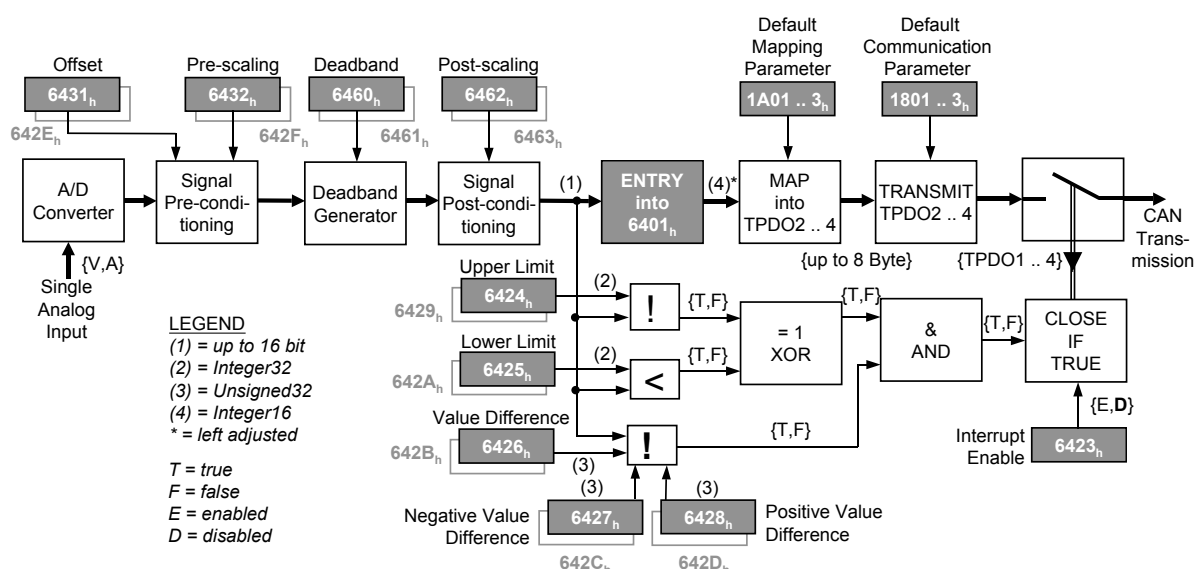 Default
Mapping
Parameter
Default
Communication
Parameter
Offset
Pre-scaling
Deadband
Post-scaling
6431h
6432h
6460h
6462h
1A01 .. 3h
1801 .. 3h
642Eh
642Fh
6461h
6463h
A/D
Converter
Signal
Pre-condi-
tioning
Deadband
Generator
Signal
Post-condi-
tioning
(1)
ENTRY
into
6401h
(4)*
MAP
into
TPDO2 .. 4
TRANSMIT
TPDO2 .. 4
CAN
Trans-
mission
{V,A}
Single
Analog
Input
{up to 8 Byte}
{TPDO1 .. 4}
Upper Limit
6424h
6429h
(2)
!
{T,F}
Lower Limit
6425h
642Ah
(2)
<
{T,F}
= 1
XOR
{T,F}
&
AND
{T,F}
CLOSE
IF
TRUE
{E,D}
Interrupt
Enable
6423h
Value Difference
6426h
642Bh
(3)
!
{T,F}
(3)
(3)
Negative Value
Difference
6427h
642Ch
6428h
642Dh
Positive Value
Difference
LEGEND
(1) = up to 16 bit
(2) = Integer32
(3) = Unsigned32
(4) = Integer16
* = left adjusted
T = true
F = false
E = enabled
D = disabled